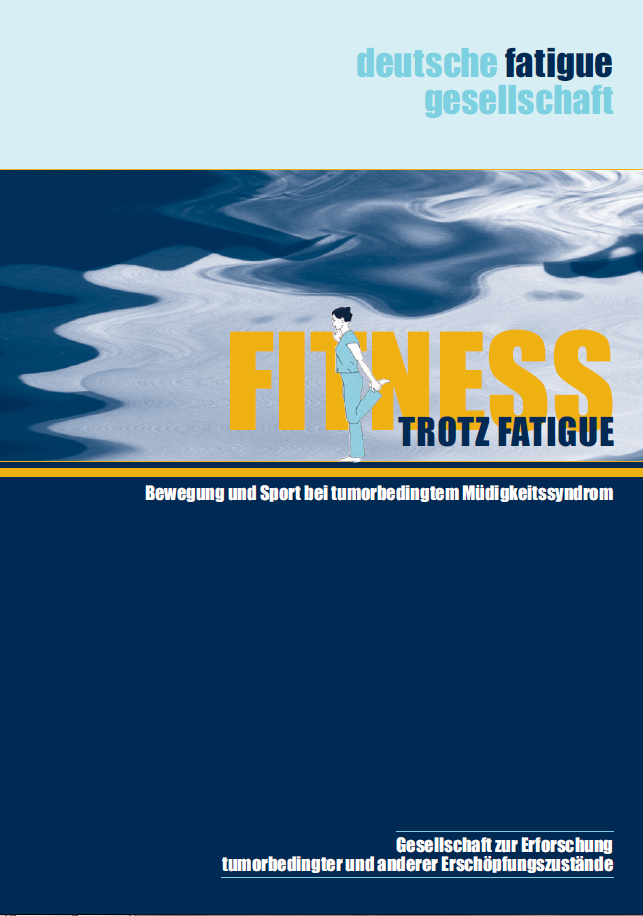 deutsche fatigue
gesellschaft
FITNESS
TROTZ FATIGUE
Bewegung und Sport bei tumorbedingtem Müdigkeitssyndrom
Gesellschaft zur Erforschung
tumorbedingter und anderer Erschöpfungszustände